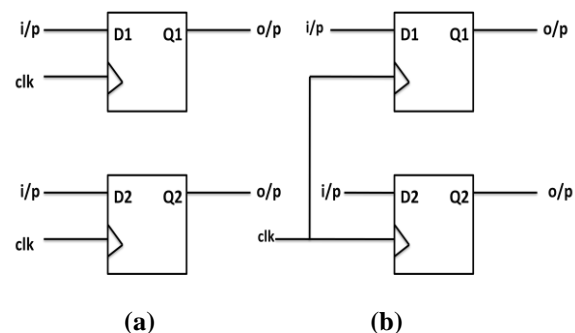 i/p D1 Q1 o/p
clk
i/p D2 Q2 o/p
clk
(a)
i/p D1 Q1 o/p
i/p D2 Q2 o/p
clk
(b)